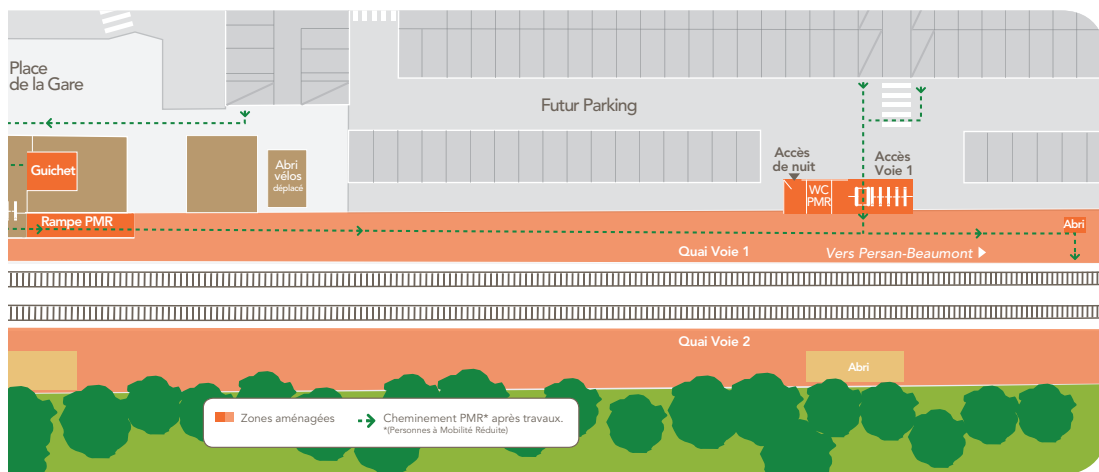 Place
de la Gare
Futur Parking
Guichet
Abri
vélos
déplacé
Accès
de nuit
Accès
Voie 1
WC
PMR
Rampe PMR
Abri
Quai Voie 1
Vers Persan-Beaumont
Quai Voie 2
Abri
Zones aménagées
Cheminement PMR* après travaux.
*(Personnes à Mobilité Réduite)